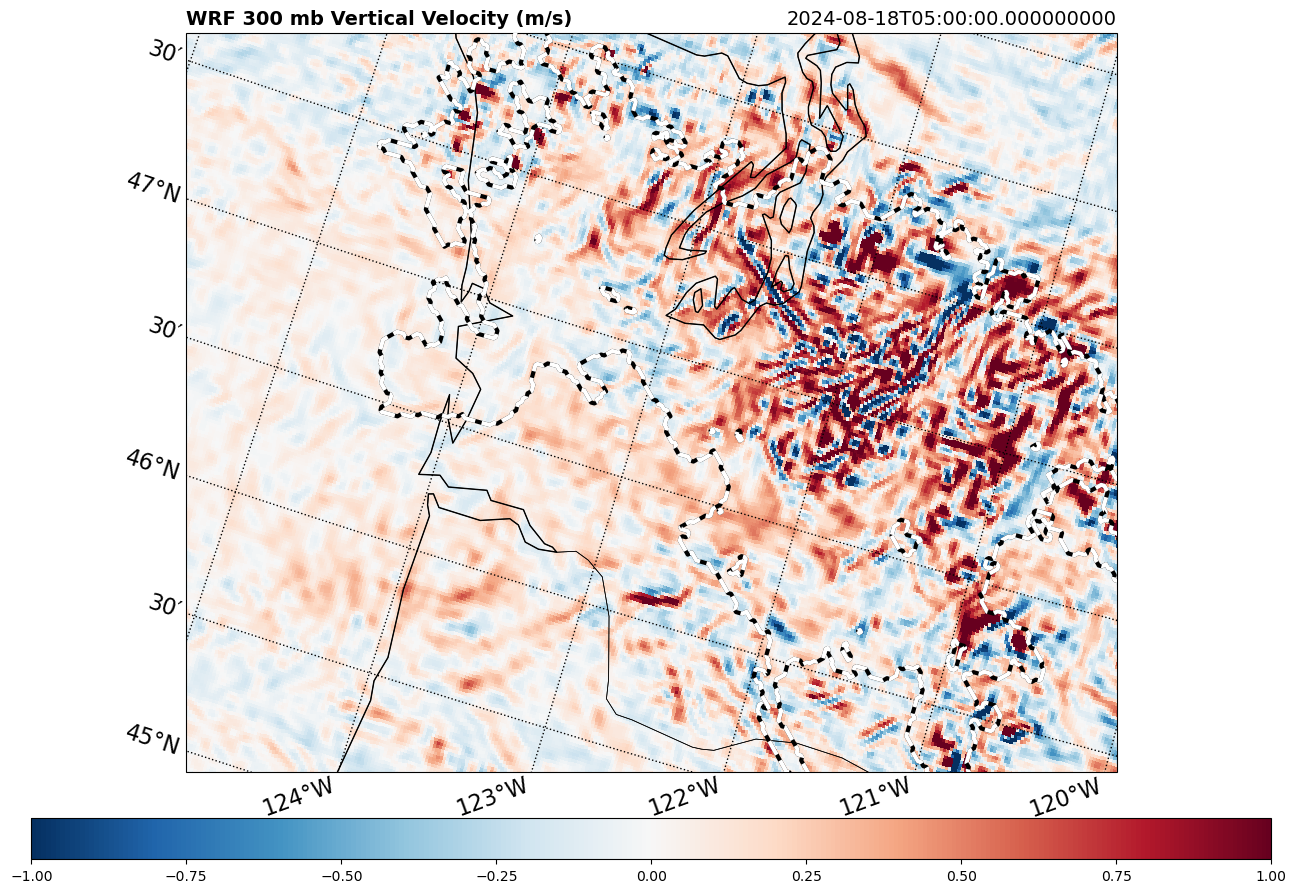 WRF 300 mb Vertical Velocity (m/s) 2024-08-18T05:00:00.000000000
30′
47°N
30′
46°N
30′
45°N
124°W 123°W 122°W 121°W 120°W
−1.00 −0.75 −0.50 −0.25 0.00 0.25 0.50 0.75 1.00